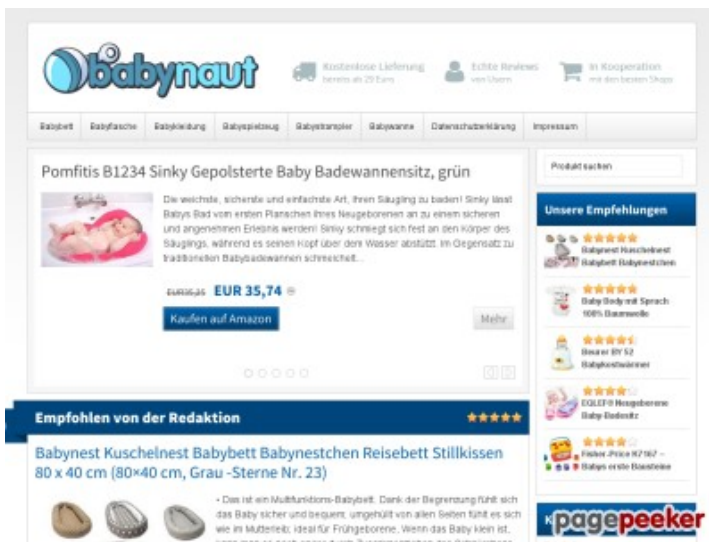 babynaut
Kostenlose Lieferung
bereits ab 29 Euro
Echte Reviews
von Usern
In Kooperation
mit den besten Shops
Babybett Babyflasche Babykleidung Babyspielzeug Babystrampler Babywanne Datenschutzerklärung Impressum
Pomfitis B1234 Sinky Gepolsterte Baby Badewannensitz, grün
Die weichste, sicherste und einfachste Art, Ihren Säugling zu baden! Sinky lässt
Babys Bad vom ersten Planschen Ihres Neugeborenen an zu einem sicheren
und angenehmen Erlebnis werden! Sinky schmiegt sich fest an den Körper des
Säuglings, während es seinen Kopf über dem Wasser abstützt. Im Gegensatz zu
traditionellen Babybadewannen schmeichelt...
EUR 35,74
Kaufen auf Amazon
Mehr
Produkt suchen
Unsere Empfehlungen
Babynest Kuschelnest
Babybett Babynestchen
Baby Body mit Spruch
100% Baumwolle
Beurer BY 52
Babykostwärmer
EQLEF® Neugeborene
Baby-Badesitz
Fisher-Price K7167 –
Babys erste Bausteine
Empfohlen von der Redaktion
Babynest Kuschelnest Babybett Babynestchen Reisebett Stillkissen
80 x 40 cm (80×40 cm, Grau -Sterne Nr. 23)
• Das ist ein Multifunktions-Babybett. Dank der Begrenzung fühlt sich
das Baby sicher und bequem, umgehüllt von allen Seiten fühlt es sich
wie im Mutterleib; ideal für Frühgeborene. Wenn das Baby klein ist,
pagepeeker